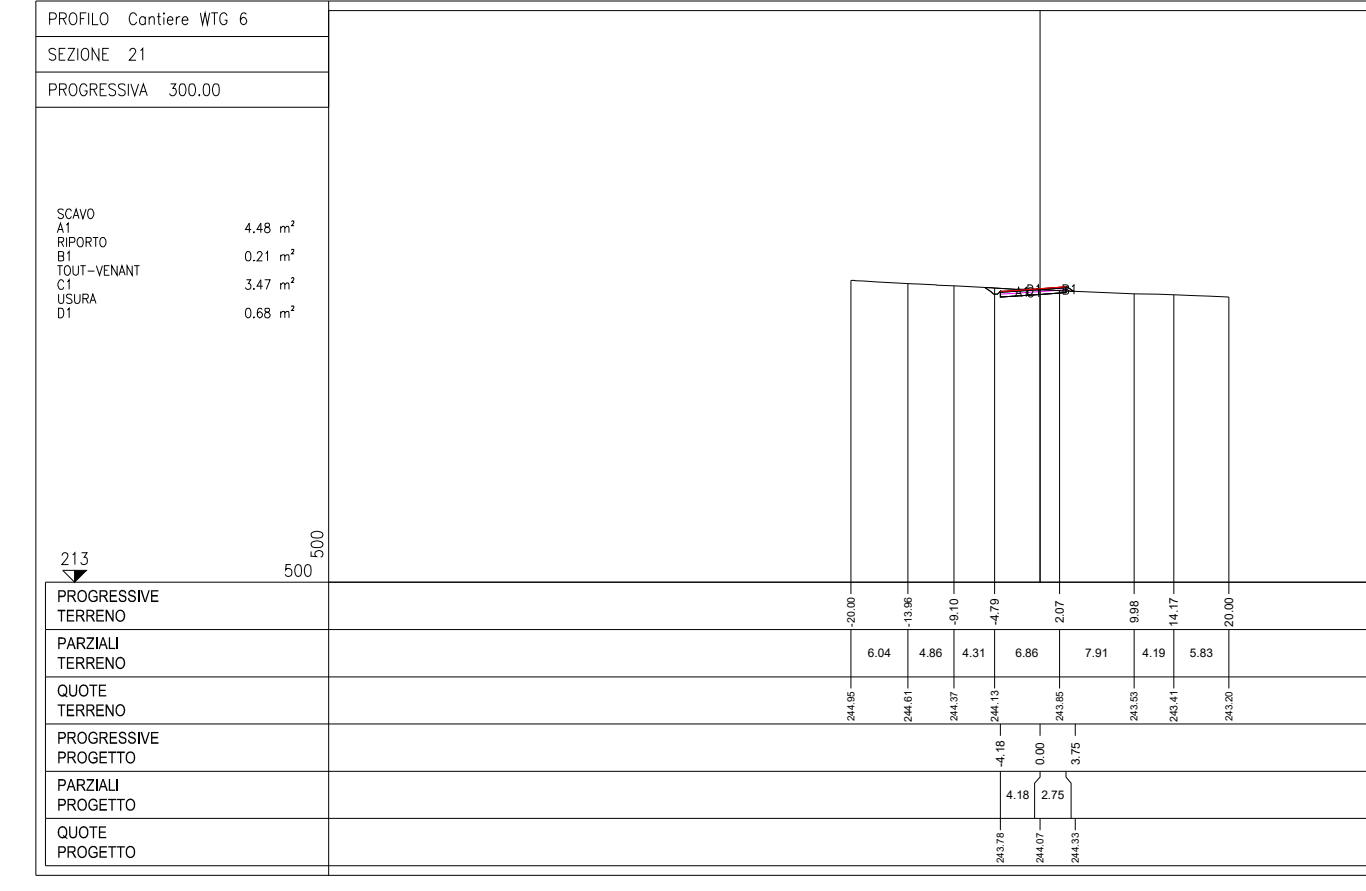 PROFILO Cantiere WTG 6
SEZIONE 21
PROGRESSIVA 300.00
SCAVO
A1 4.48 m²
RIPORTO
B1 0.21 m²
TOUT-VENANT
C1 3.47 m²
USURA
D1 0.68 m²
B1
500
213
500
PROGRESSIVE
TERRENO
-20.00 -13.96 -9.10 -4.79 2.07 9.98 14.17 20.00
PARZIALI
TERRENO
6.04 4.86 4.31 6.86 7.91 4.19 5.83
QUOTE
TERRENO
244.95 244.61 244.37 244.13 243.85 243.53 243.41 243.20
PROGRESSIVE
PROGETTO
-4.18 0.00 3.75
PARZIALI
PROGETTO
4.18 2.75
QUOTE
PROGETTO
243.78 244.07 244.33